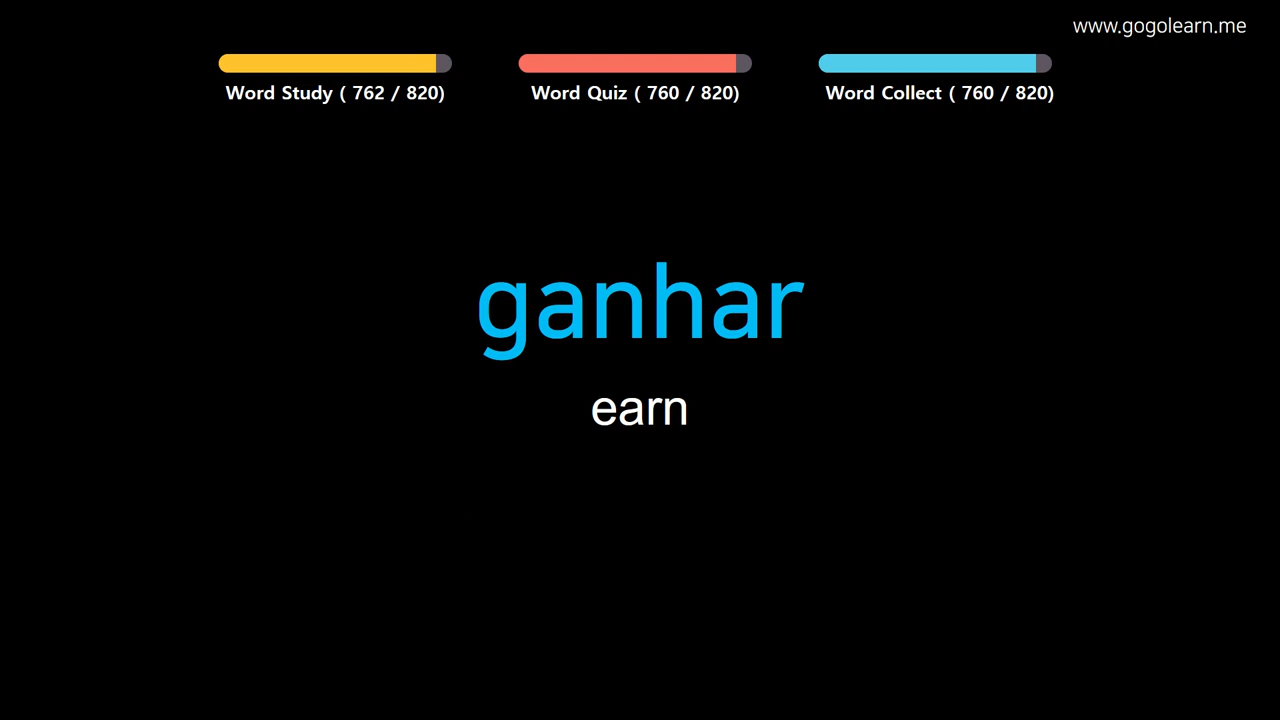 www.gogolearn.me
Word Study ( 762 / 820)
Word Quiz ( 760 / 820)
Word Collect ( 760 / 820)
ganhar
earn